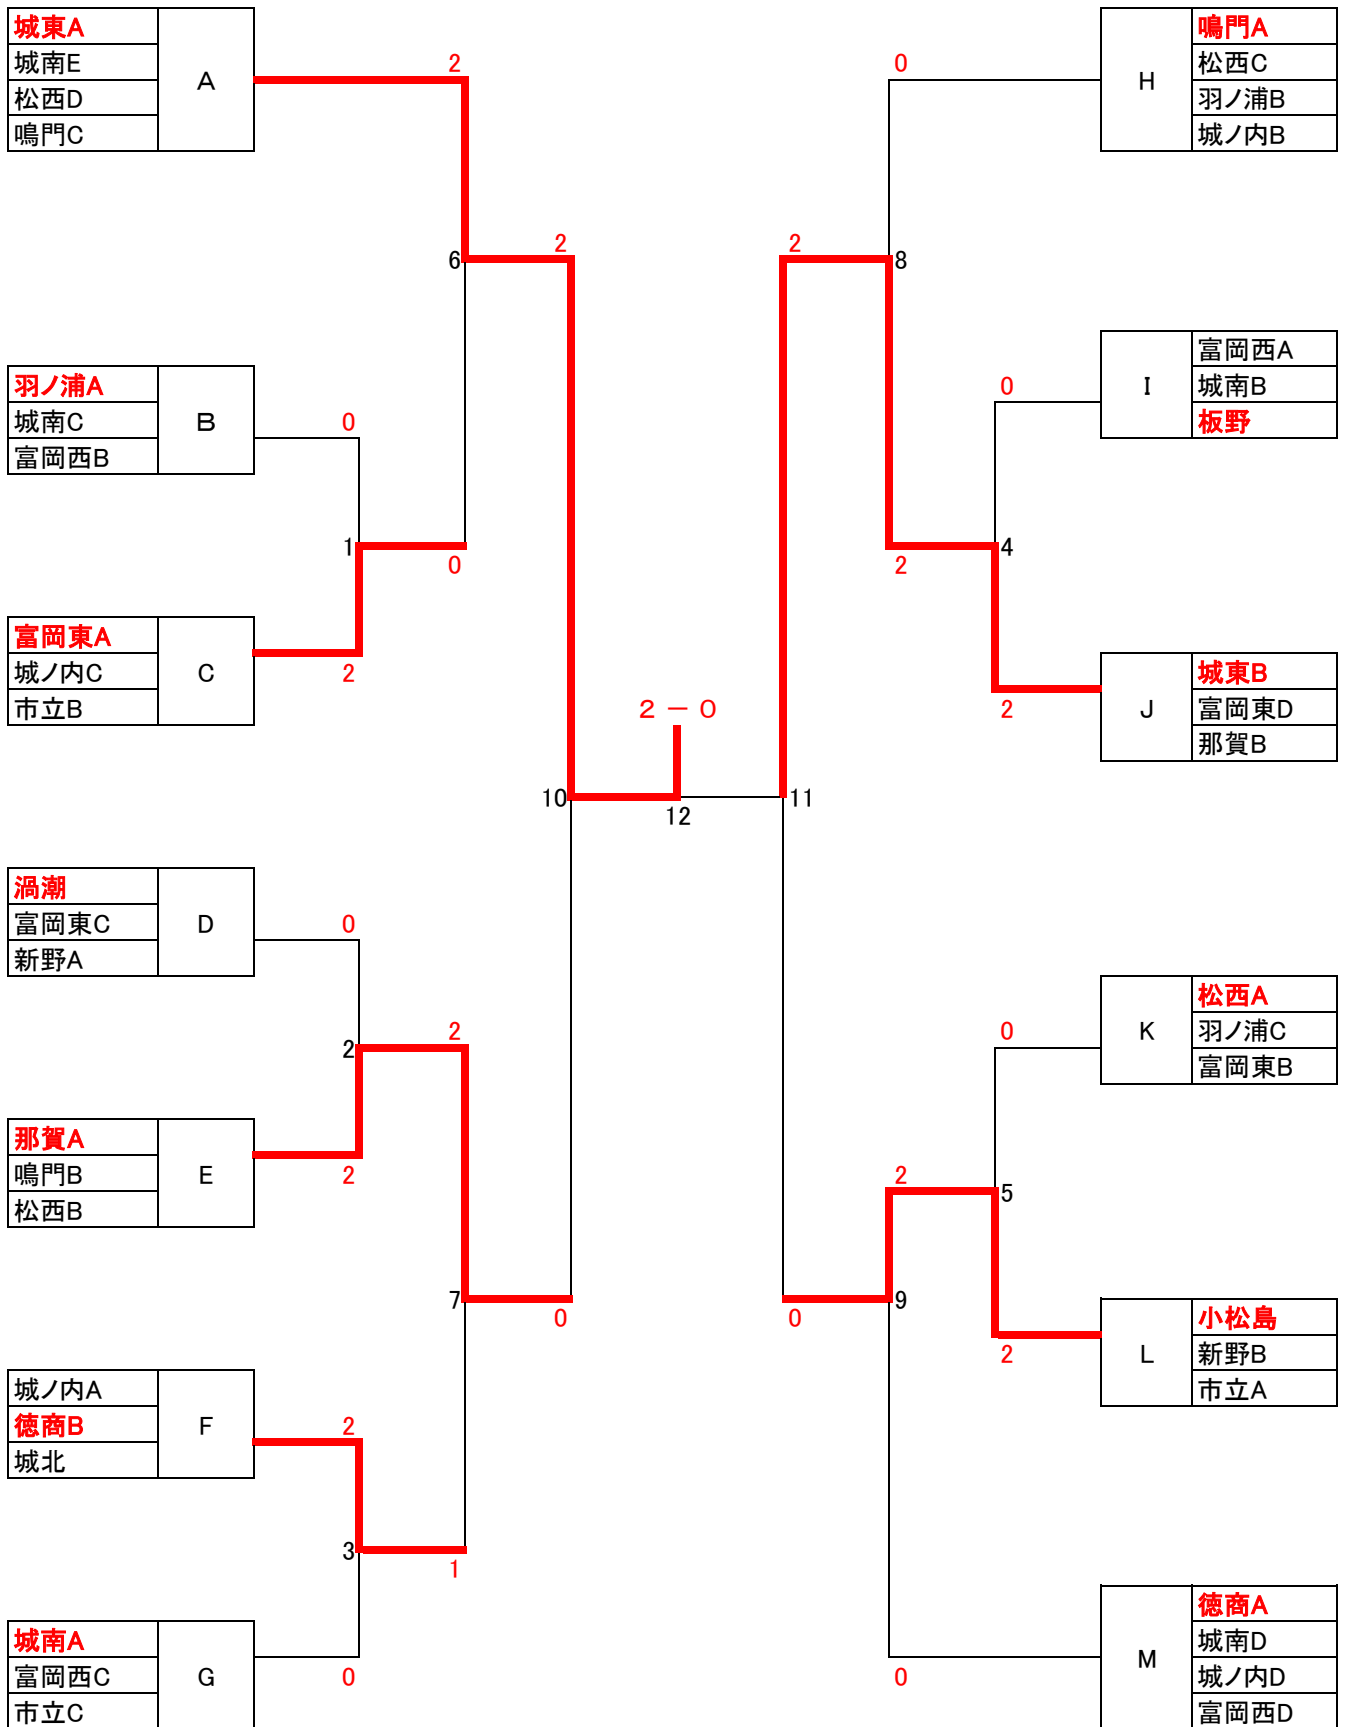 城東A
城南E
松西D
鳴門C
A
2
6
2
羽ノ浦A
城南C
富岡西B
B
0
1
0
富岡東A
城ノ内C
市立B
C
2
10
渦潮
富岡東C
新野A
D
0
2
2
那賀A
鳴門B
松西B
E
2
7
0
城ノ内A
徳商B
城北
F
2
3
1
城南A
富岡西C
市立C
G
0
2 － 0
12
0
H
鳴門A
松西C
羽ノ浦B
城ノ内B
2
8
0
I
富岡西A
城南B
板野
2
4
2
J
城東B
富岡東D
那賀B
11
0
K
松西A
羽ノ浦C
富岡東B
2
5
0
9
2
L
小松島
新野B
市立A
0
M
徳商A
城南D
城ノ内D
富岡西D